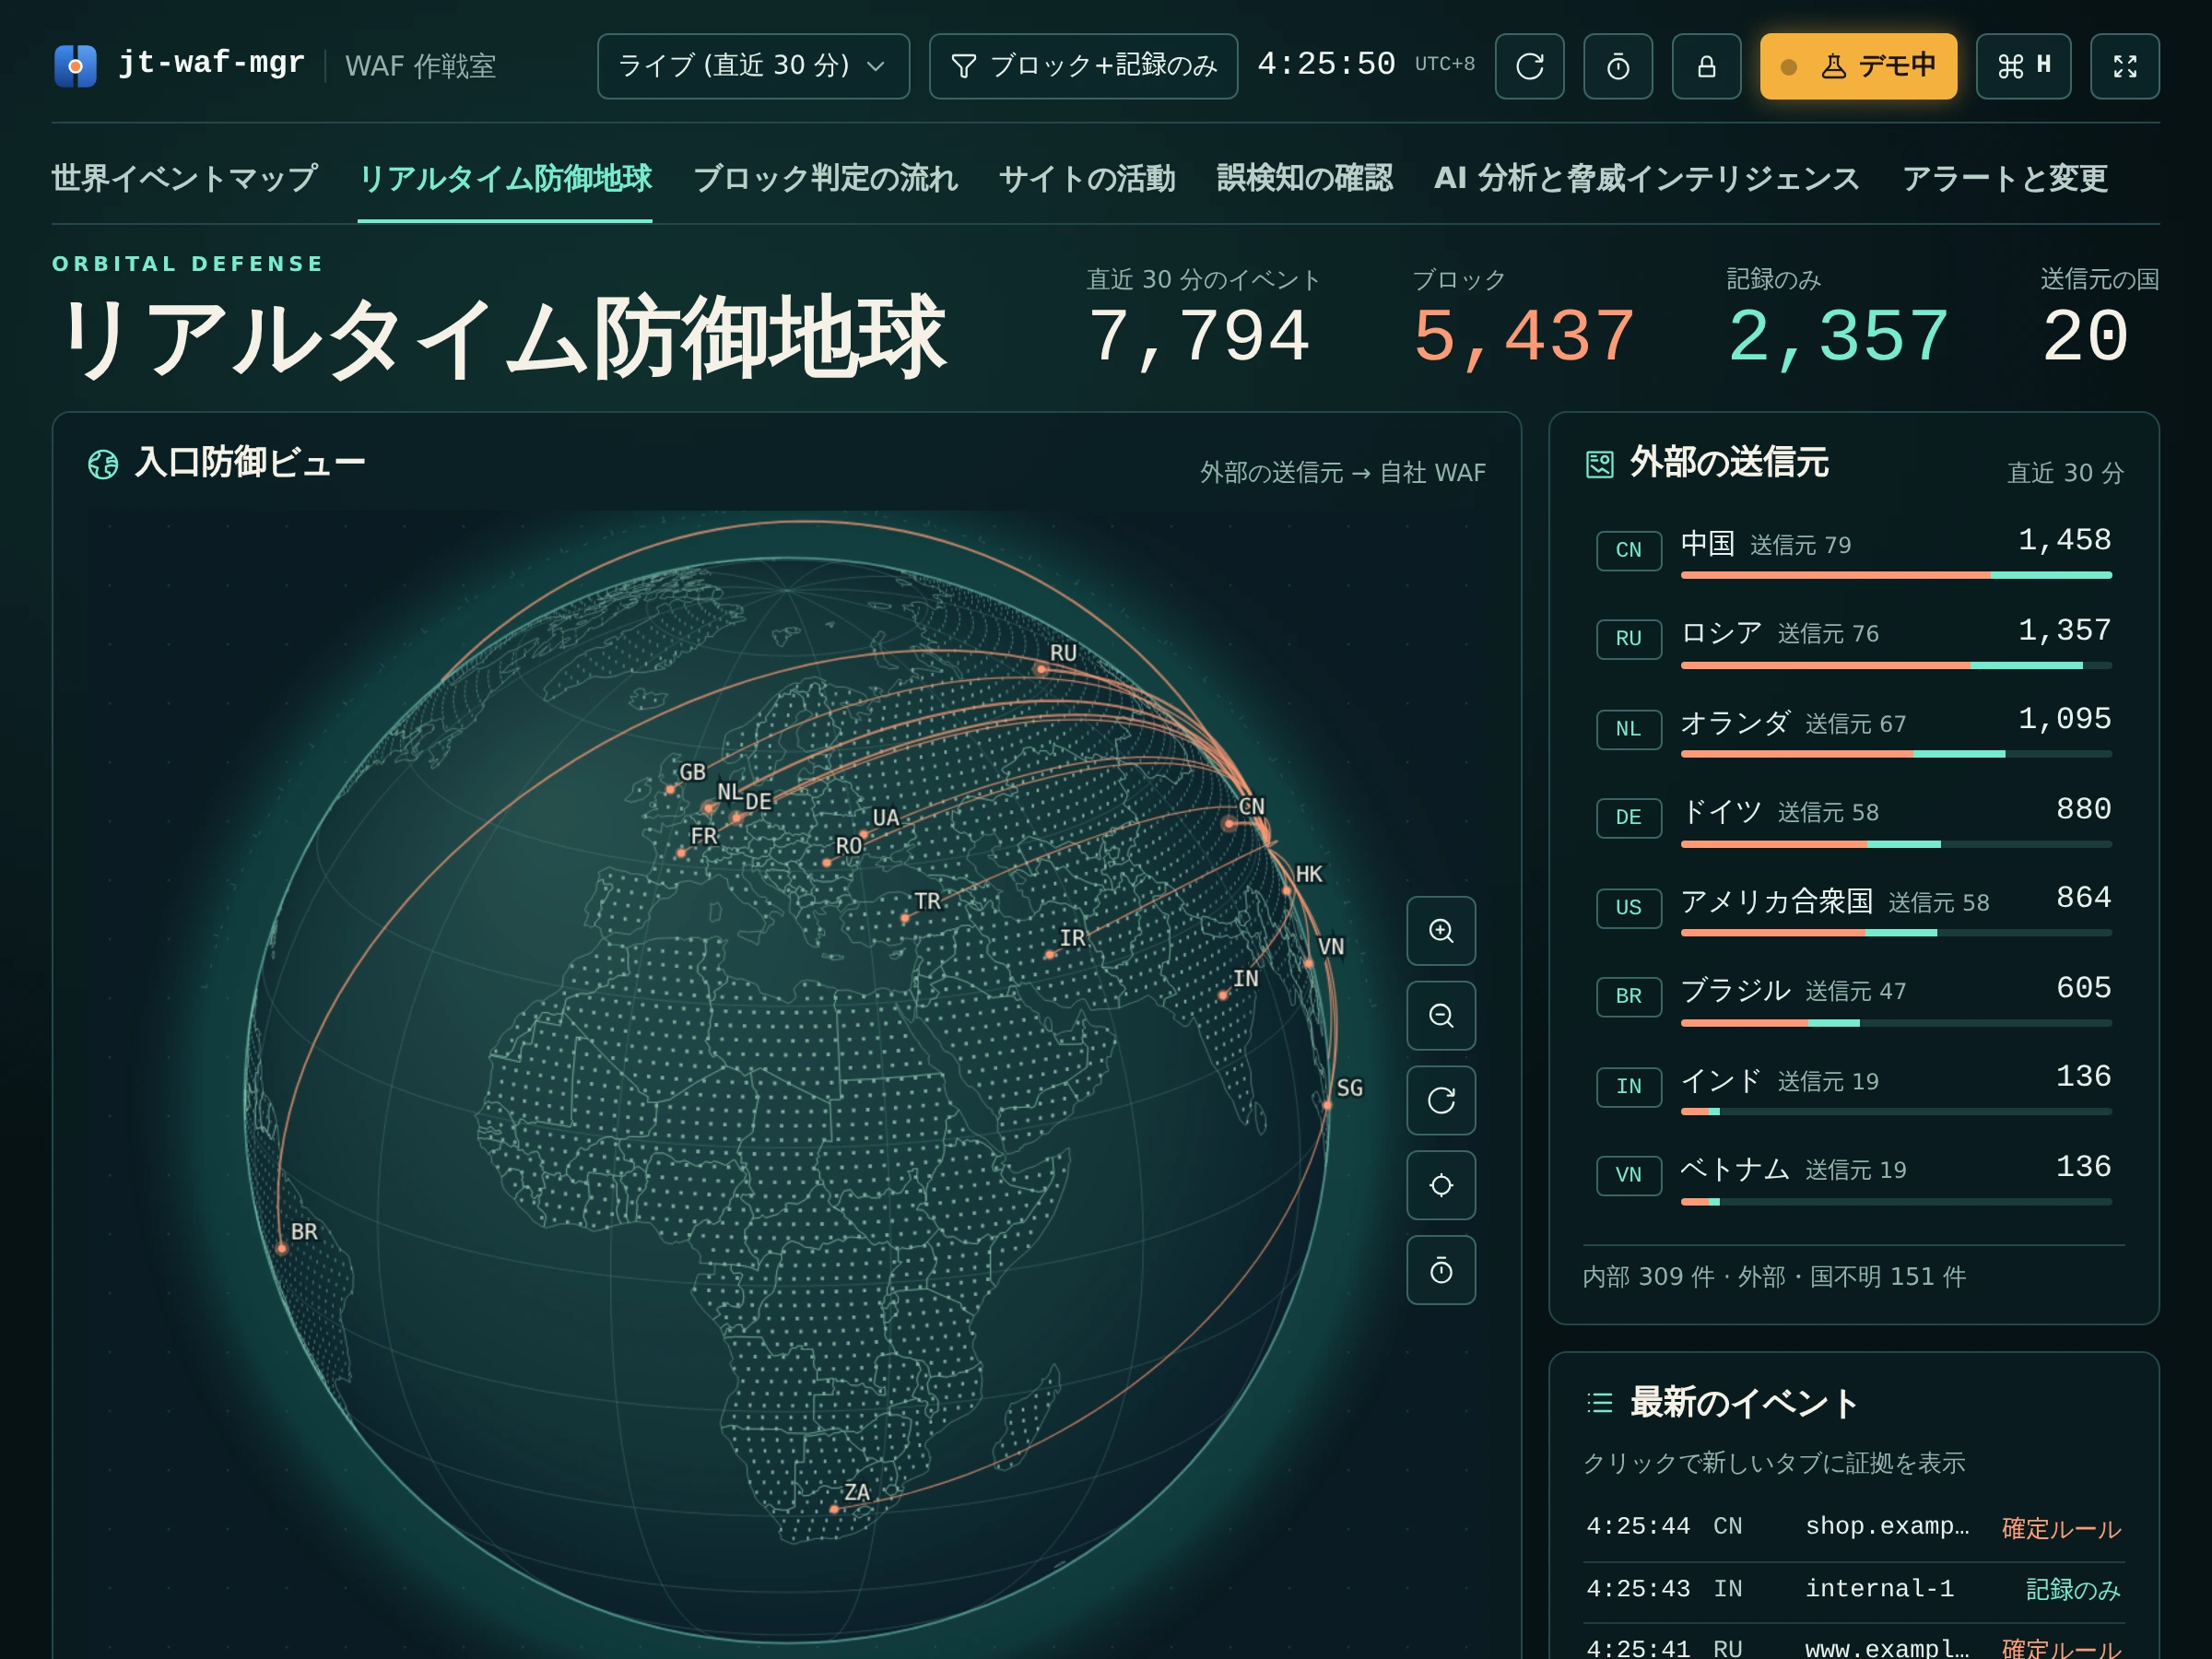 jt-waf-mgr
WAF 作戦室
ライブ (直近 30 分)
ブロック+記録のみ
4:25:50 UTC+8
デモ中
⌘ H
世界イベントマップ
リアルタイム防御地球
ブロック判定の流れ
サイトの活動
誤検知の確認
AI 分析と脅威インテリジェンス
アラートと変更
ORBITAL DEFENSE
リアルタイム防御地球
直近 30 分のイベント
7,794
ブロック
5,437
記録のみ
2,357
送信元の国
20
入口防御ビュー
外部の送信元 → 自社 WAF
RU
GB
NL
DE
FR
UA
RO
CN
HK
TR
IR
VN
IN
SG
BR
ZA
外部の送信元
直近 30 分
CN 中国 送信元 79 1,458
RU ロシア 送信元 76 1,357
NL オランダ 送信元 67 1,095
DE ドイツ 送信元 58 880
US アメリカ合衆国 送信元 58 864
BR ブラジル 送信元 47 605
IN インド 送信元 19 136
VN ベトナム 送信元 19 136
内部 309 件 · 外部・国不明 151 件
最新のイベント
クリックで新しいタブに証拠を表示
4:25:44 CN shop.examp… 確定ルール
4:25:43 IN internal-1 記録のみ
4:25:41 RU www.exampl… 確定ルール